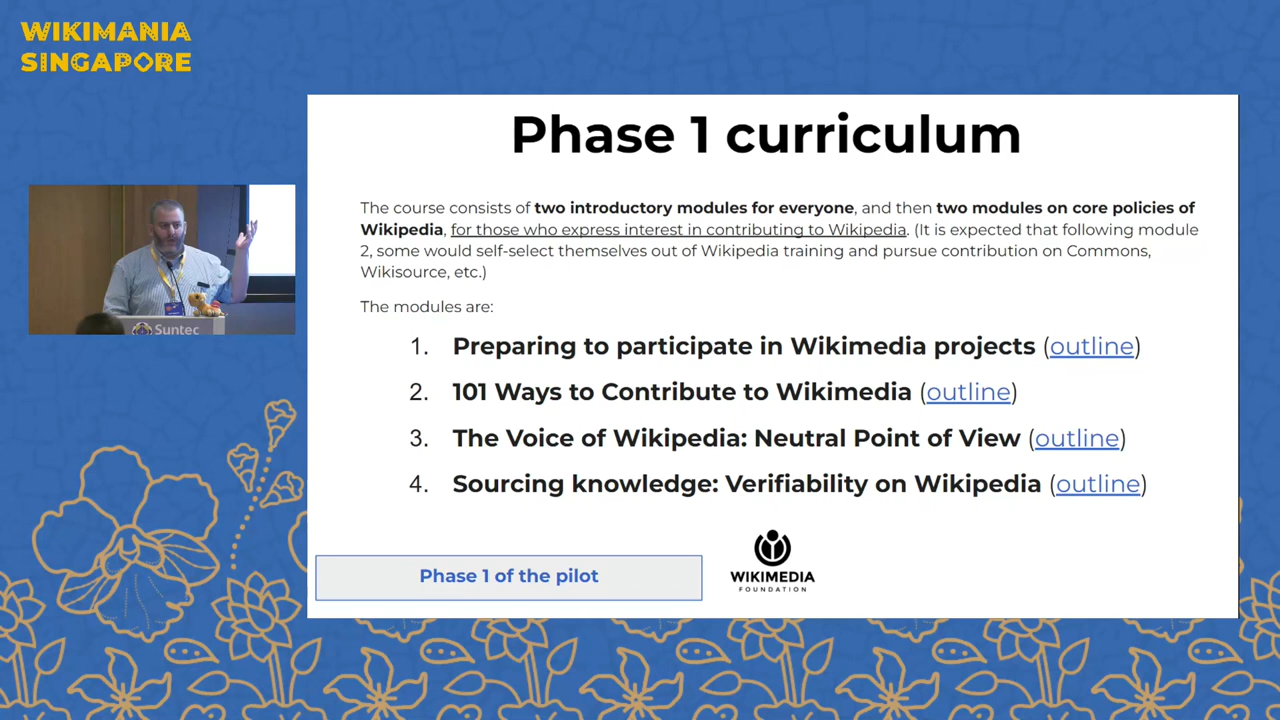 WIKIMANIA
SINGAPORE
Phase 1 curriculum
The course consists of two introductory modules for everyone, and then two modules on core policies of
Wikipedia, for those who express interest in contributing to Wikipedia. (It is expected that following module
2, some would self-select themselves out of Wikipedia training and pursue contribution on Commons,
Wikisource, etc.)
The modules are:
1. Preparing to participate in Wikimedia projects (outline)
2. 101 Ways to Contribute to Wikimedia (outline)
3. The Voice of Wikipedia: Neutral Point of View (outline)
4. Sourcing knowledge: Verifiability on Wikipedia (outline)
Phase 1 of the pilot
WIKIMEDIA
FOUNDATION
Suntec